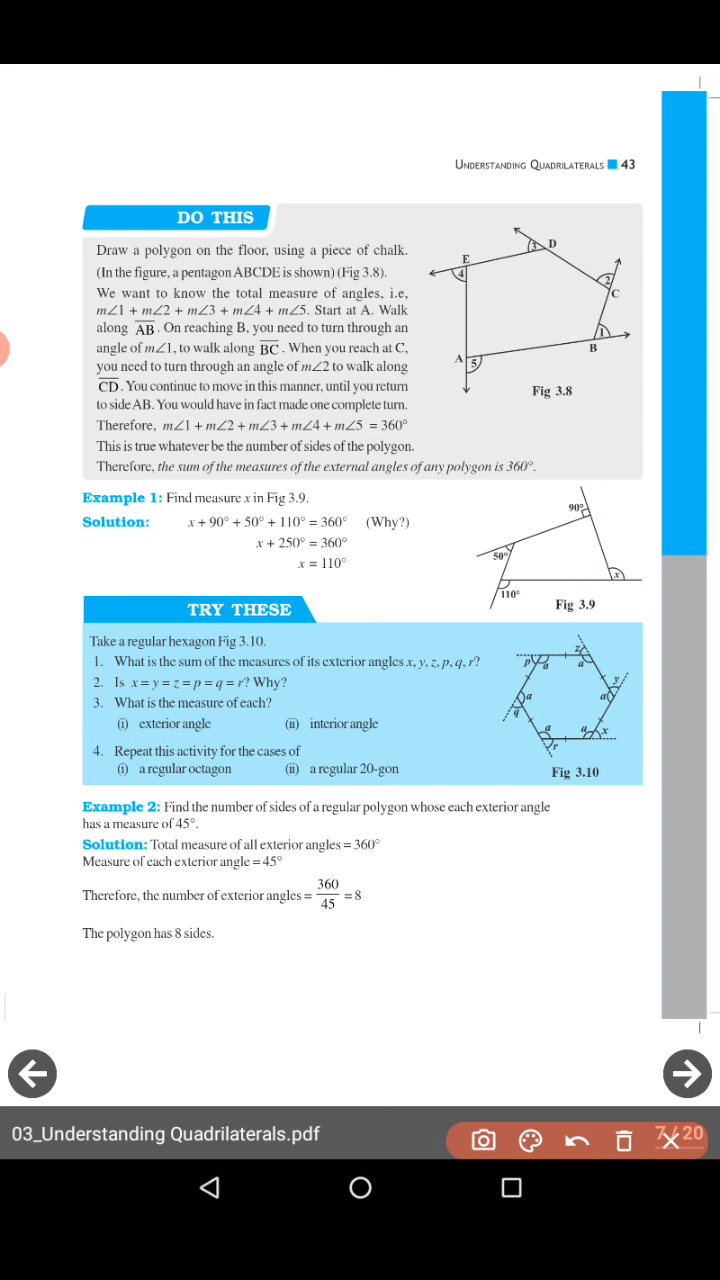 UNDERSTANDING QUADRILATERALS ■ 43
DO THIS
Draw a polygon on the floor, using a piece of chalk.
(In the figure, a pentagon ABCDE is shown) (Fig 3.8).
We want to know the total measure of angles, i.e,
m∠1 + m∠2 + m∠3 + m∠4 + m∠5. Start at A. Walk
along A̅B̅. On reaching B, you need to turn through an
angle of m∠1, to walk along B̅C̅. When you reach at C,
you need to turn through an angle of m∠2 to walk along
C̅D̅. You continue to move in this manner, until you return
to side AB. You would have in fact made one complete turn.
Therefore, m∠1 + m∠2 + m∠3 + m∠4 + m∠5 = 360°
This is true whatever be the number of sides of the polygon.
Therefore, the sum of the measures of the external angles of any polygon is 360°.
D
3
E
4
2
C
1
B
A
5
Fig 3.8
Example 1: Find measure x in Fig 3.9.
Solution: x + 90° + 50° + 110° = 360° (Why?)
x + 250° = 360°
x = 110°
90°
50°
x
110°
Fig 3.9
TRY THESE
Take a regular hexagon Fig 3.10.
1. What is the sum of the measures of its exterior angles x, y, z, p, q, r?
2. Is x = y = z = p = q = r? Why?
3. What is the measure of each?
(i) exterior angle (ii) interior angle
4. Repeat this activity for the cases of
(i) a regular octagon (ii) a regular 20-gon
z
p a a
y
a a
q
a a x
r
Fig 3.10
Example 2: Find the number of sides of a regular polygon whose each exterior angle
has a measure of 45°.
Solution: Total measure of all exterior angles = 360°
Measure of each exterior angle = 45°
Therefore, the number of exterior angles = 360/45 = 8
The polygon has 8 sides.
03_Understanding Quadrilaterals.pdf
7/20